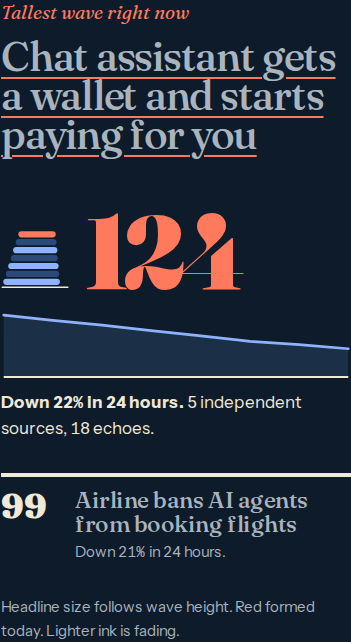 Tallest wave right now
Chat assistant gets
a wallet and starts
paying for you
124
Down 22% in 24 hours. 5 independent
sources, 18 echoes.
99
Airline bans AI agents
from booking flights
Down 21% in 24 hours.
Headline size follows wave height. Red formed
today. Lighter ink is fading.